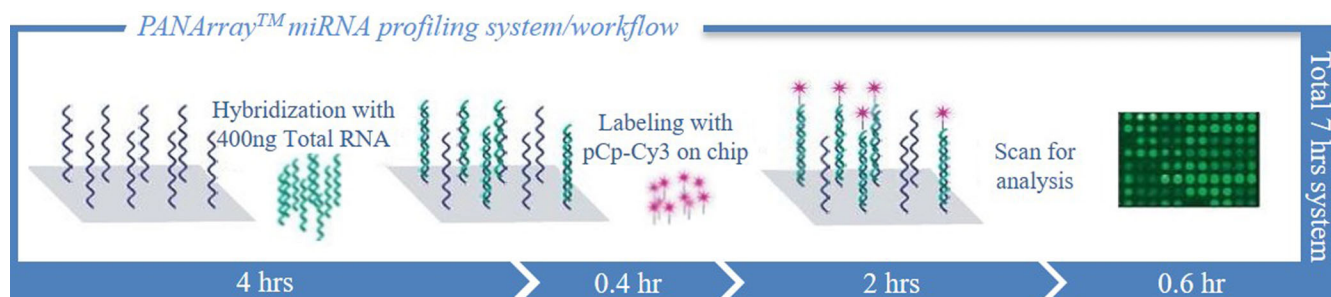 PANArray™ miRNA profiling system/workflow
Hybridization with
400ng Total RNA
Labeling with
pCp-Cy3 on chip
Scan for
analysis
Total 7 hrs system
4 hrs
0.4 hr
2 hrs
0.6 hr